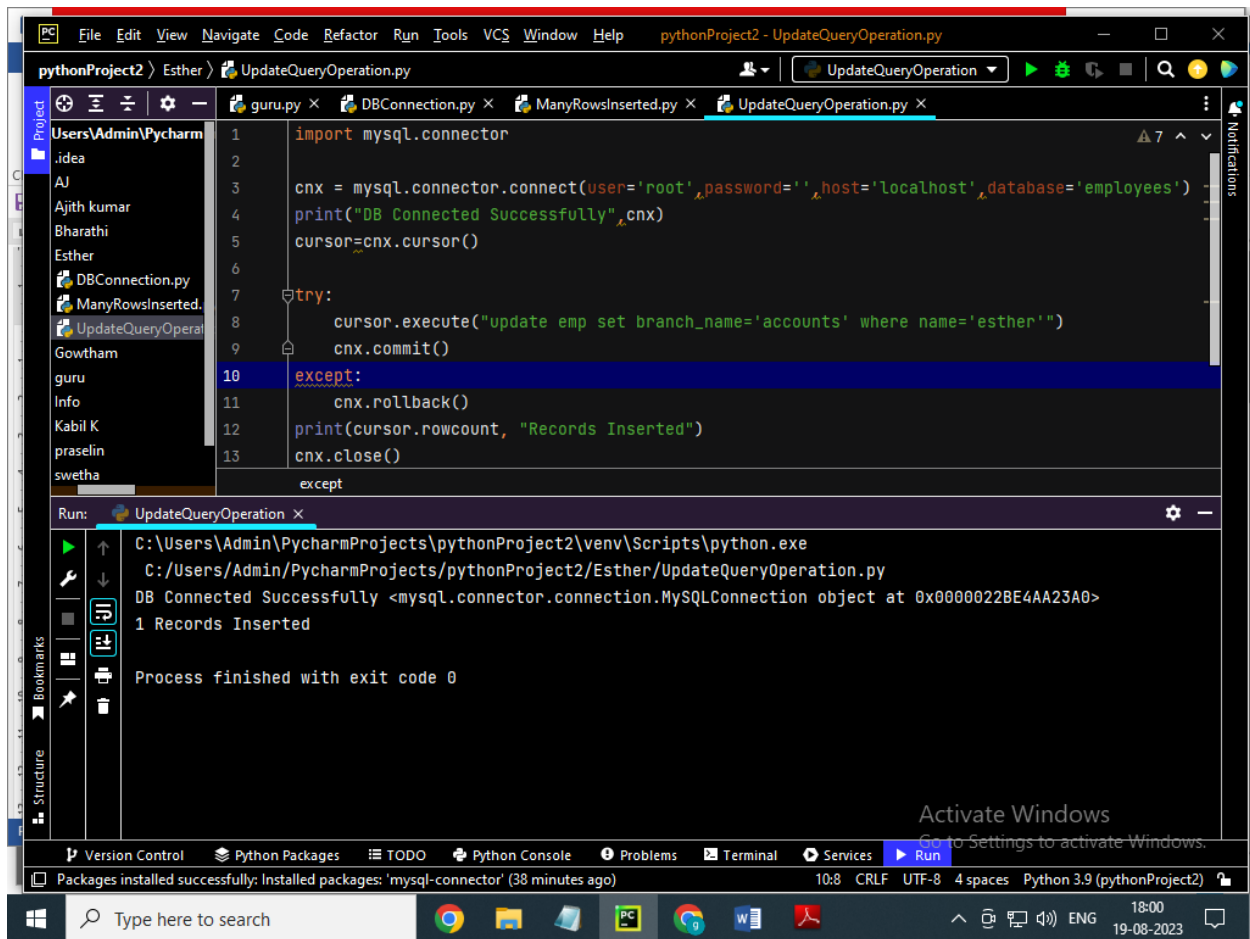 PC File Edit View Navigate Code Refactor Run Tools VCS Window Help pythonProject2 - UpdateQueryOperation.py
pythonProject2 〉 Esther 〉 UpdateQueryOperation.py
UpdateQueryOperation
Project
guru.py DBConnection.py ManyRowsInserted.py UpdateQueryOperation.py
Notifications
Users\Admin\Pycharm
.idea
AJ
Ajith kumar
Bharathi
Esther
DBConnection.py
ManyRowsInserted.
UpdateQueryOperat
Gowtham
guru
Info
Kabil K
praselin
swetha
7
1 import mysql.connector
2
3 cnx = mysql.connector.connect(user='root',password='',host='localhost',database='employees')
4 print("DB Connected Successfully",cnx)
5 cursor=cnx.cursor()
6
7 try:
8 cursor.execute("update emp set branch_name='accounts' where name='esther'")
9 cnx.commit()
10 except:
11 cnx.rollback()
12 print(cursor.rowcount, "Records Inserted")
13 cnx.close()
except
Run: UpdateQueryOperation
C:\Users\Admin\PycharmProjects\pythonProject2\venv\Scripts\python.exe
C:/Users/Admin/PycharmProjects/pythonProject2/Esther/UpdateQueryOperation.py
DB Connected Successfully <mysql.connector.connection.MySQLConnection object at 0x0000022BE4AA23A0>
1 Records Inserted
Process finished with exit code 0
Bookmarks
Structure
Activate Windows
Go to Settings to activate Windows.
Version Control Python Packages TODO Python Console Problems Terminal Services Run
Packages installed successfully: Installed packages: 'mysql-connector' (38 minutes ago) 10:8 CRLF UTF-8 4 spaces Python 3.9 (pythonProject2)
Type here to search
ENG
18:00
19-08-2023